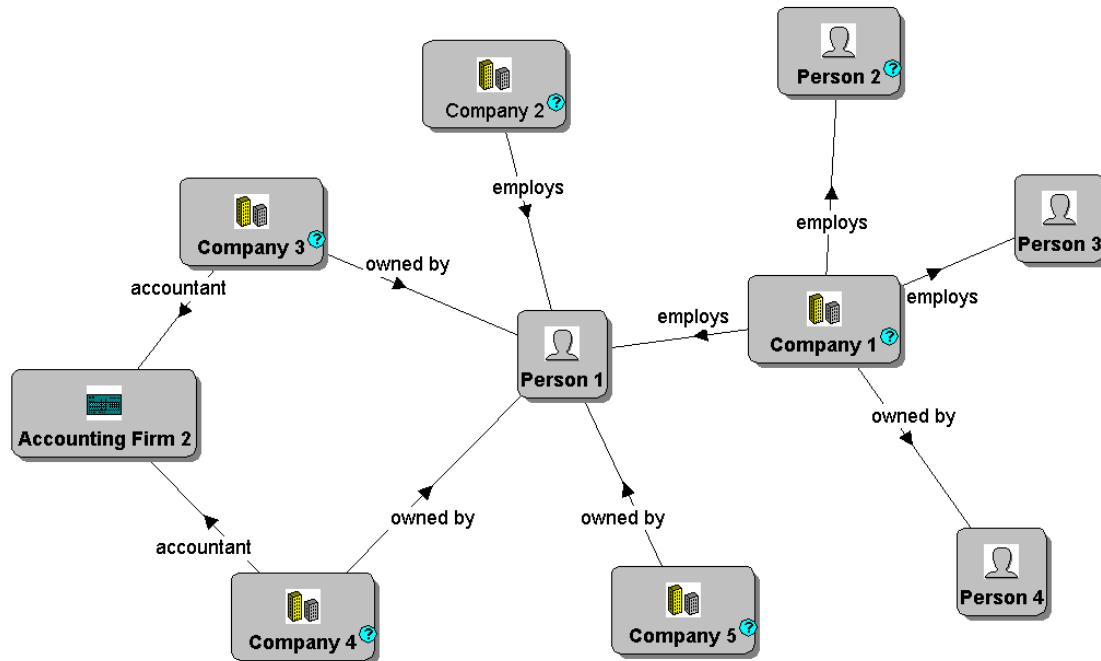 Person 2
?
Company 2
?
employs
employs
Company 3
?
Person 3
owned by
accountant
employs
employs
Company 1
?
Person 1
Accounting Firm 2
owned by
owned by
owned by
accountant
Person 4
Company 4
?
Company 5
?